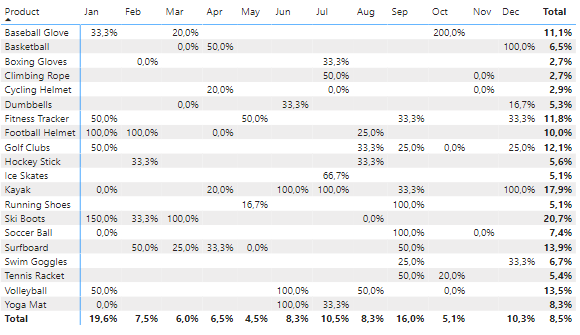 Product Jan Feb Mar Apr May Jun Jul Aug Sep Oct Nov Dec Total
Baseball Glove 33,3% 20,0% 200,0% 11,1%
Basketball 0,0% 50,0% 100,0% 6,5%
Boxing Gloves 0,0% 33,3% 2,7%
Climbing Rope 50,0% 0,0% 2,7%
Cycling Helmet 20,0% 0,0% 0,0% 2,9%
Dumbbells 0,0% 33,3% 16,7% 5,3%
Fitness Tracker 50,0% 50,0% 33,3% 33,3% 11,8%
Football Helmet 100,0% 100,0% 0,0% 25,0% 10,0%
Golf Clubs 50,0% 33,3% 25,0% 0,0% 25,0% 12,1%
Hockey Stick 33,3% 33,3% 5,6%
Ice Skates 66,7% 5,1%
Kayak 0,0% 20,0% 100,0% 100,0% 33,3% 100,0% 17,9%
Running Shoes 16,7% 100,0% 5,1%
Ski Boots 150,0% 33,3% 100,0% 0,0% 20,7%
Soccer Ball 0,0% 100,0% 0,0% 7,4%
Surfboard 50,0% 25,0% 33,3% 0,0% 50,0% 13,9%
Swim Goggles 25,0% 33,3% 6,7%
Tennis Racket 50,0% 20,0% 5,4%
Volleyball 50,0% 100,0% 50,0% 0,0% 13,5%
Yoga Mat 0,0% 100,0% 33,3% 8,3%
Total 19,6% 7,5% 6,0% 6,5% 4,5% 8,3% 10,5% 8,3% 16,0% 5,1% 10,3% 8,5%